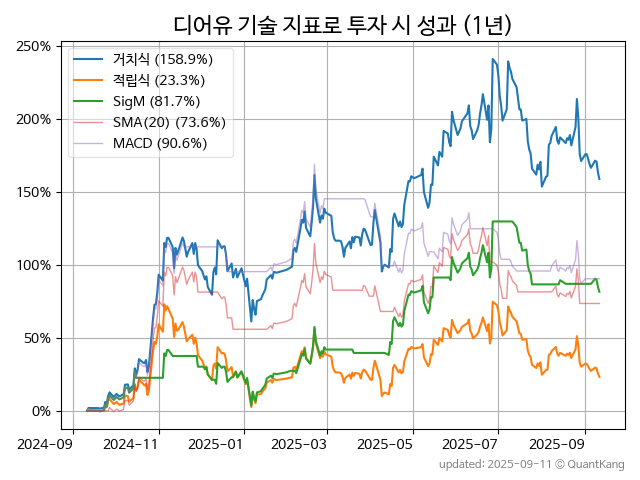 디어유 기술 지표로 투자 시 성과 (1년)
거치식 (158.9%)
적립식 (23.3%)
SigM (81.7%)
SMA(20) (73.6%)
MACD (90.6%)
250%
200%
150%
100%
50%
0%
2024-09
2024-11
2025-01
2025-03
2025-05
2025-07
2025-09
updated: 2025-09-11 © QuantKang